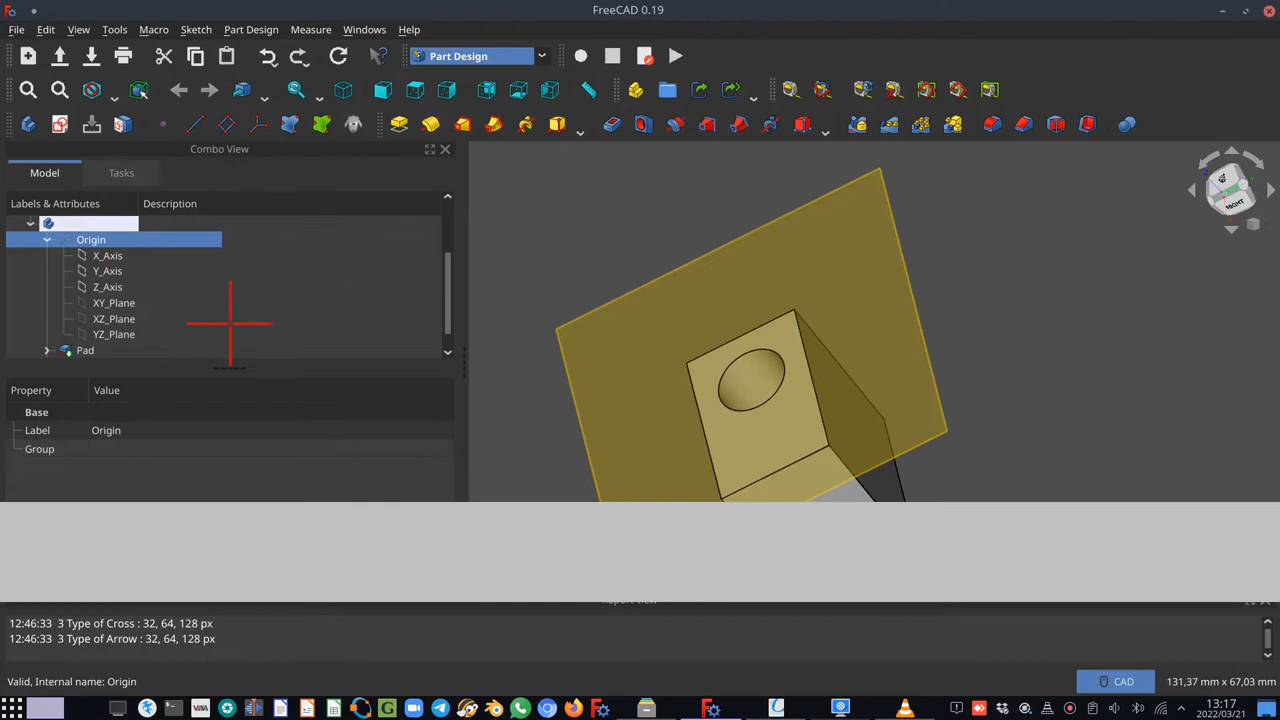 FreeCAD 0.19
File Edit View Tools Macro Sketch Part Design Measure Windows Help
Part Design
Combo View
Model Tasks
Labels & Attributes Description
Origin
X_Axis
Y_Axis
Z_Axis
XY_Plane
XZ_Plane
YZ_Plane
Pad
Property Value
Base
Label Origin
Group
RIGHT
Report view
12:46:33 3 Type of Cross : 32, 64, 128 px
12:46:33 3 Type of Arrow : 32, 64, 128 px
Valid, Internal name: Origin
CAD 131,37 mm x 67,03 mm
13:17
2022/03/21